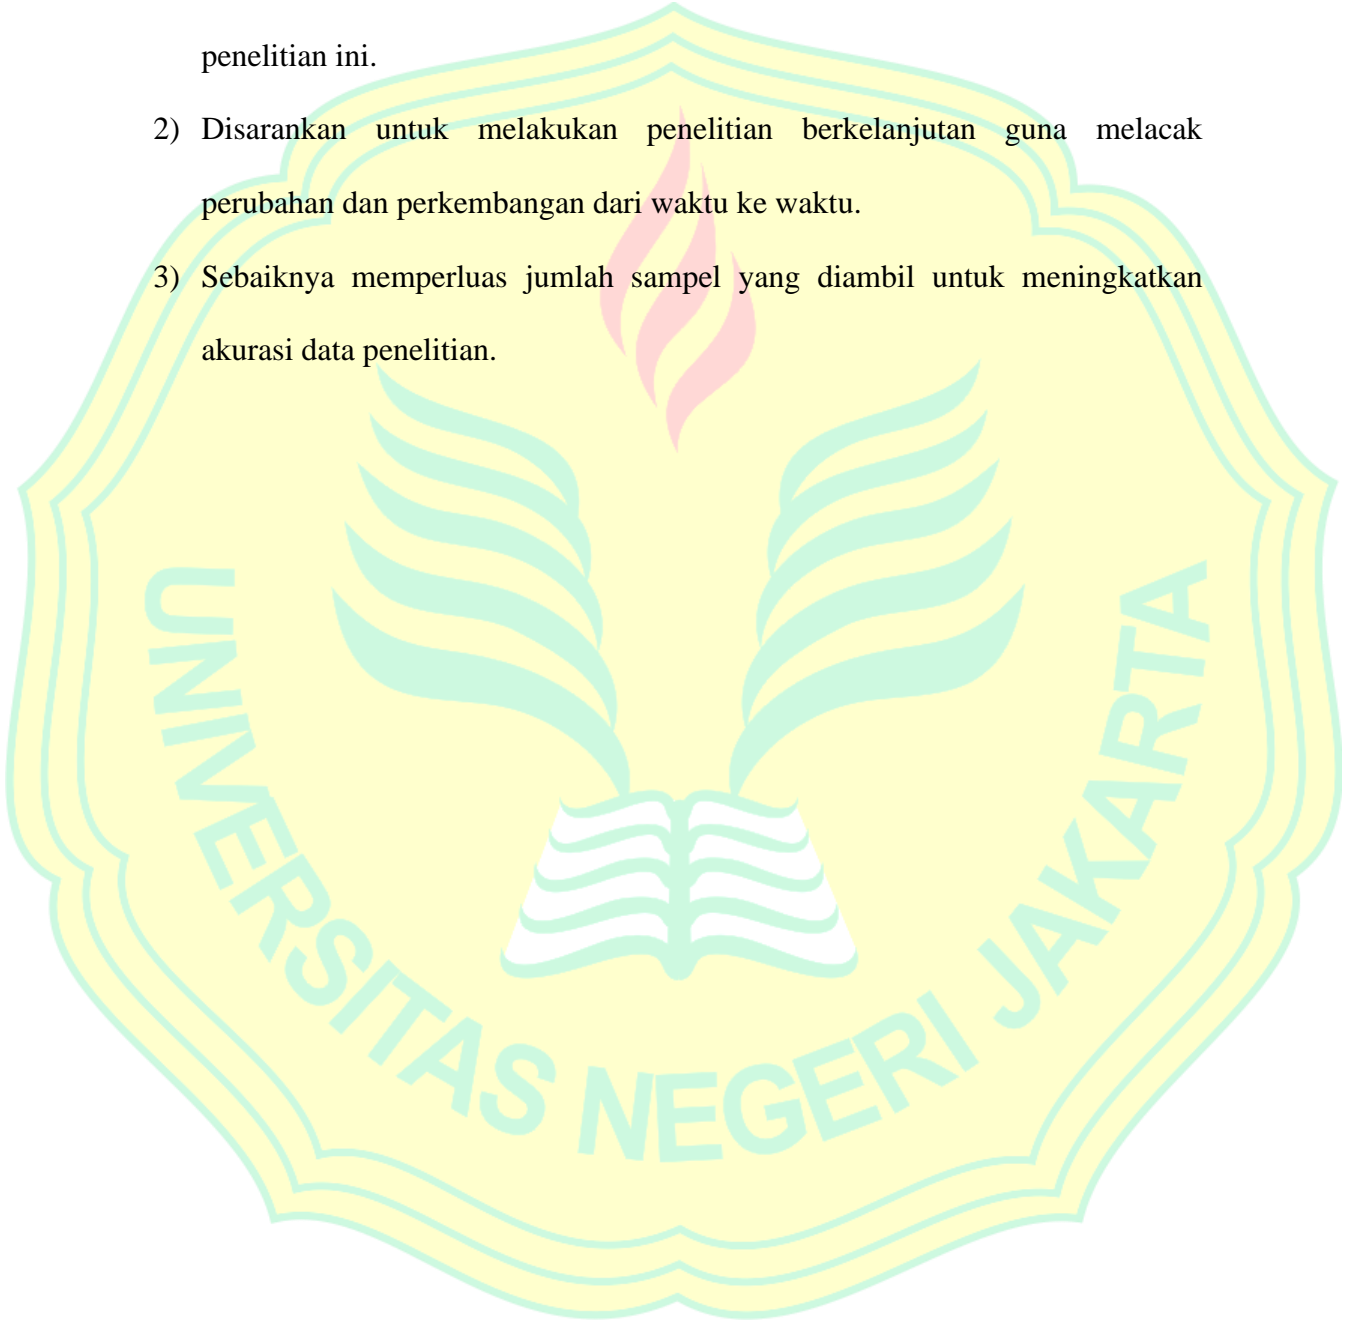 penelitian ini.
2) Disarankan untuk melakukan penelitian berkelanjutan guna melacak
perubahan dan perkembangan dari waktu ke waktu.
3) Sebaiknya memperluas jumlah sampel yang diambil untuk meningkatkan
akurasi data penelitian.
UNIVERSITAS NEGERI JAKARTA